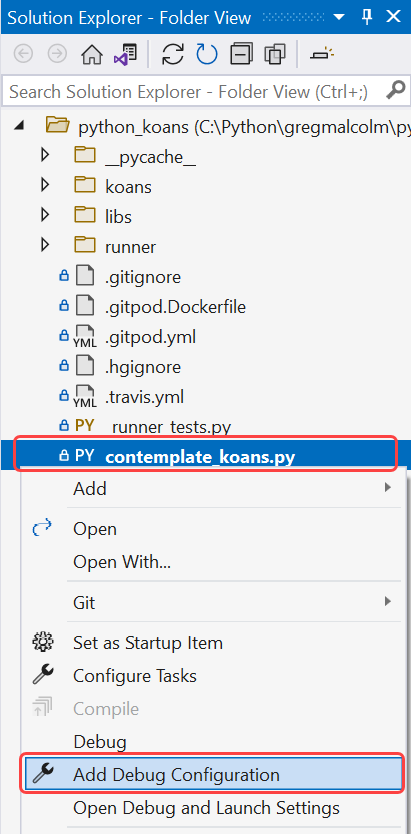 Solution Explorer - Folder View
Search Solution Explorer - Folder View (Ctrl+;)
python_koans (C:\Python\gregmalcolm\py
__pycache__
koans
libs
runner
.gitignore
.gitpod.Dockerfile
YML .gitpod.yml
.hgignore
YML .travis.yml
PY _runner_tests.py
PY contemplate_koans.py
Add
Open
Open With...
Git
Set as Startup Item
Configure Tasks
Compile
Debug
Add Debug Configuration
Open Debug and Launch Settings